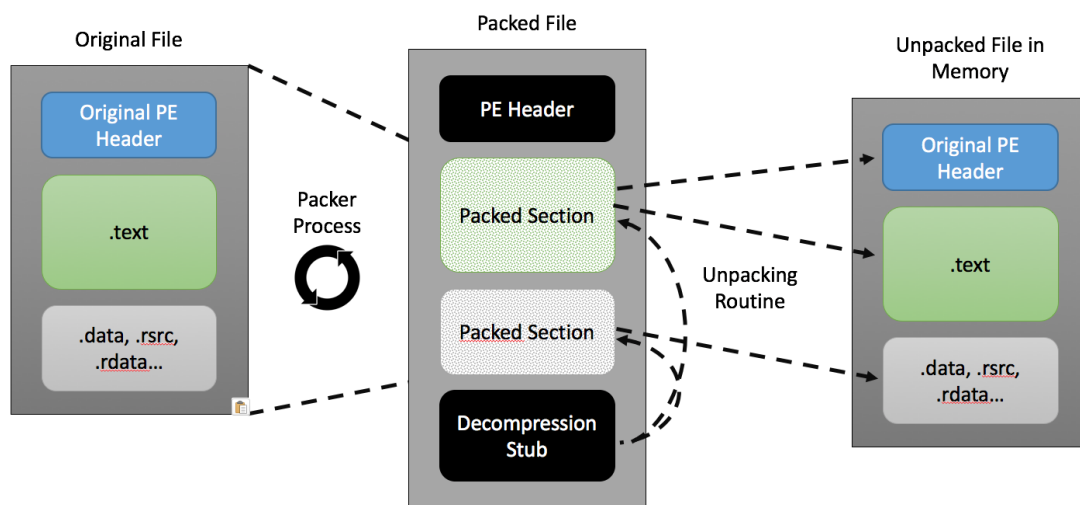 Original File
Original PE
Header
.text
.data, .rsrc,
.rdata...
Packer
Process
Packed File
PE Header
Packed Section
Packed Section
Decompression
Stub
Unpacking
Routine
Unpacked File in
Memory
Original PE
Header
.text
.data, .rsrc,
.rdata...